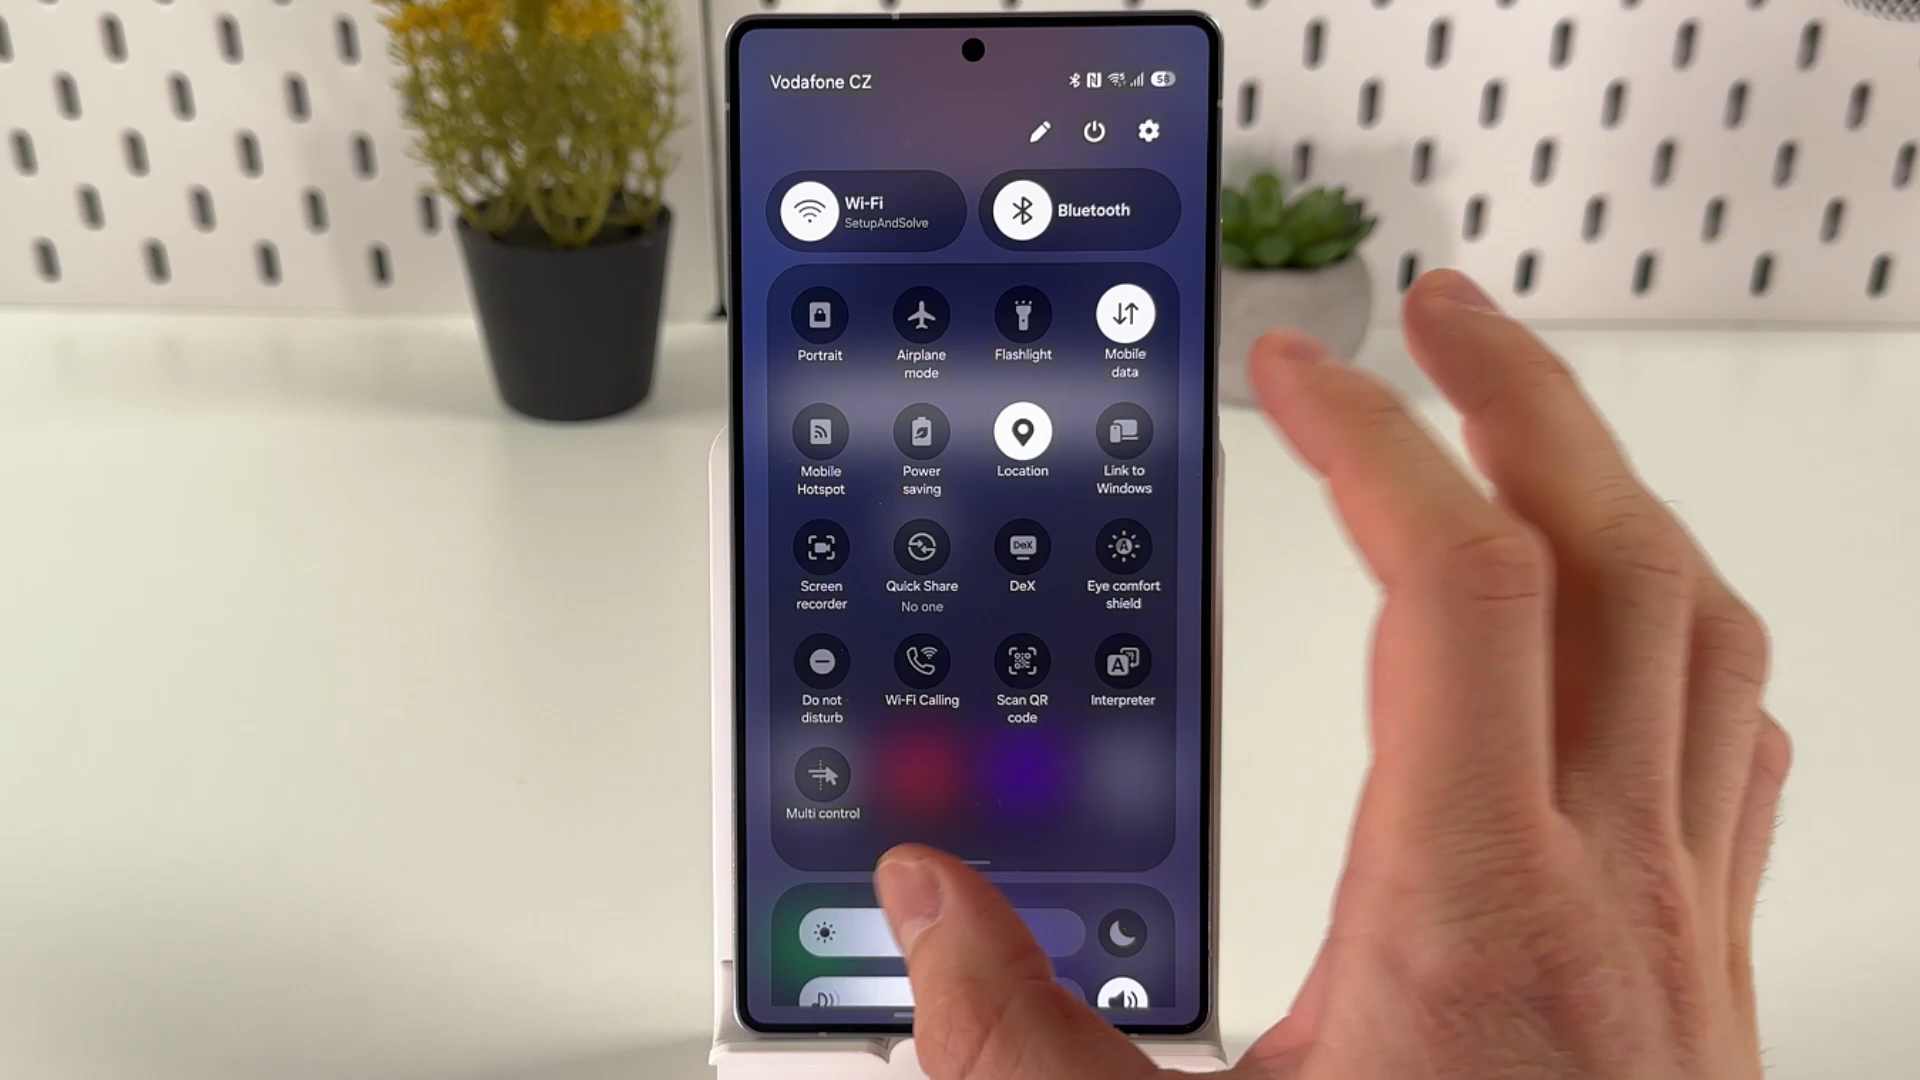 Vodafone CZ
58
Wi-Fi
SetupAndSolve
Bluetooth
Portrait
Airplane
mode
Flashlight
Mobile
data
Mobile
Hotspot
Power
saving
Location
Link to
Windows
Screen
recorder
Quick Share
No one
DeX
DeX
Eye comfort
shield
Do not
disturb
Wi-Fi Calling
Scan QR
code
Interpreter
Multi control